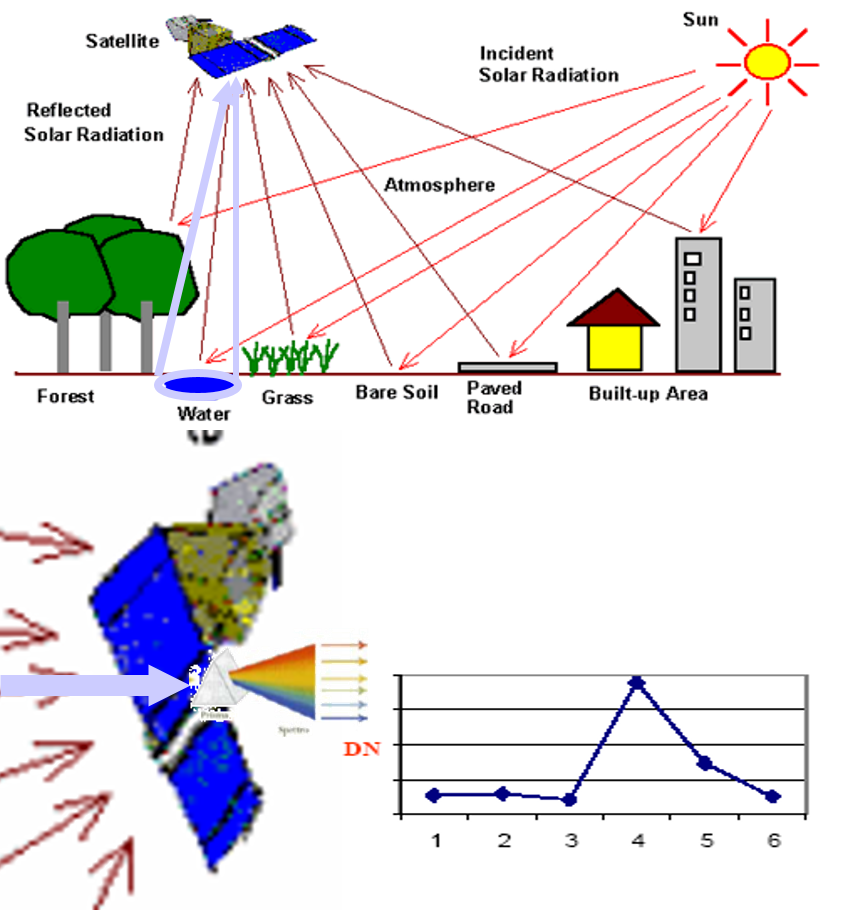 Sun
Satellite
Incident
Solar Radiation
Reflected
Solar Radiation
Atmosphere
Forest
Water
Grass
Bare Soil
Paved
Road
Built-up Area
Prisma
Spectro
DN
1 2 3 4 5 6